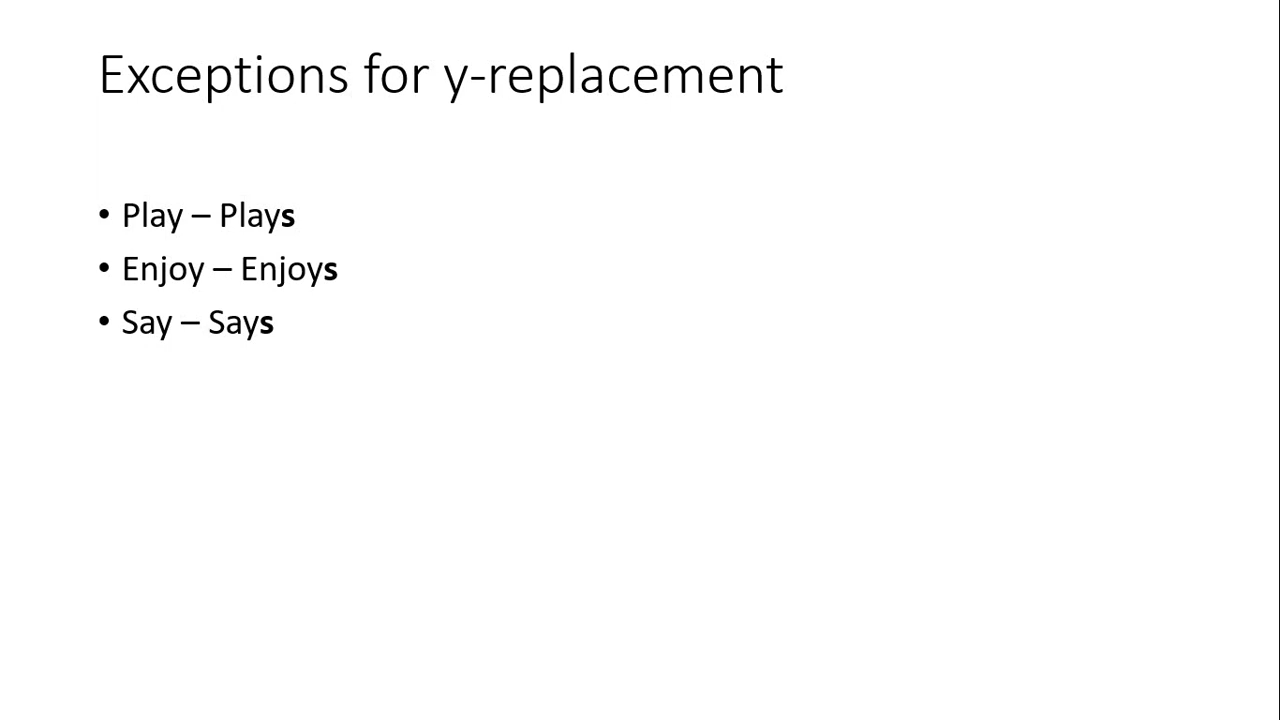 Exceptions for y-replacement
• Play – Plays
• Enjoy – Enjoys
• Say – Says